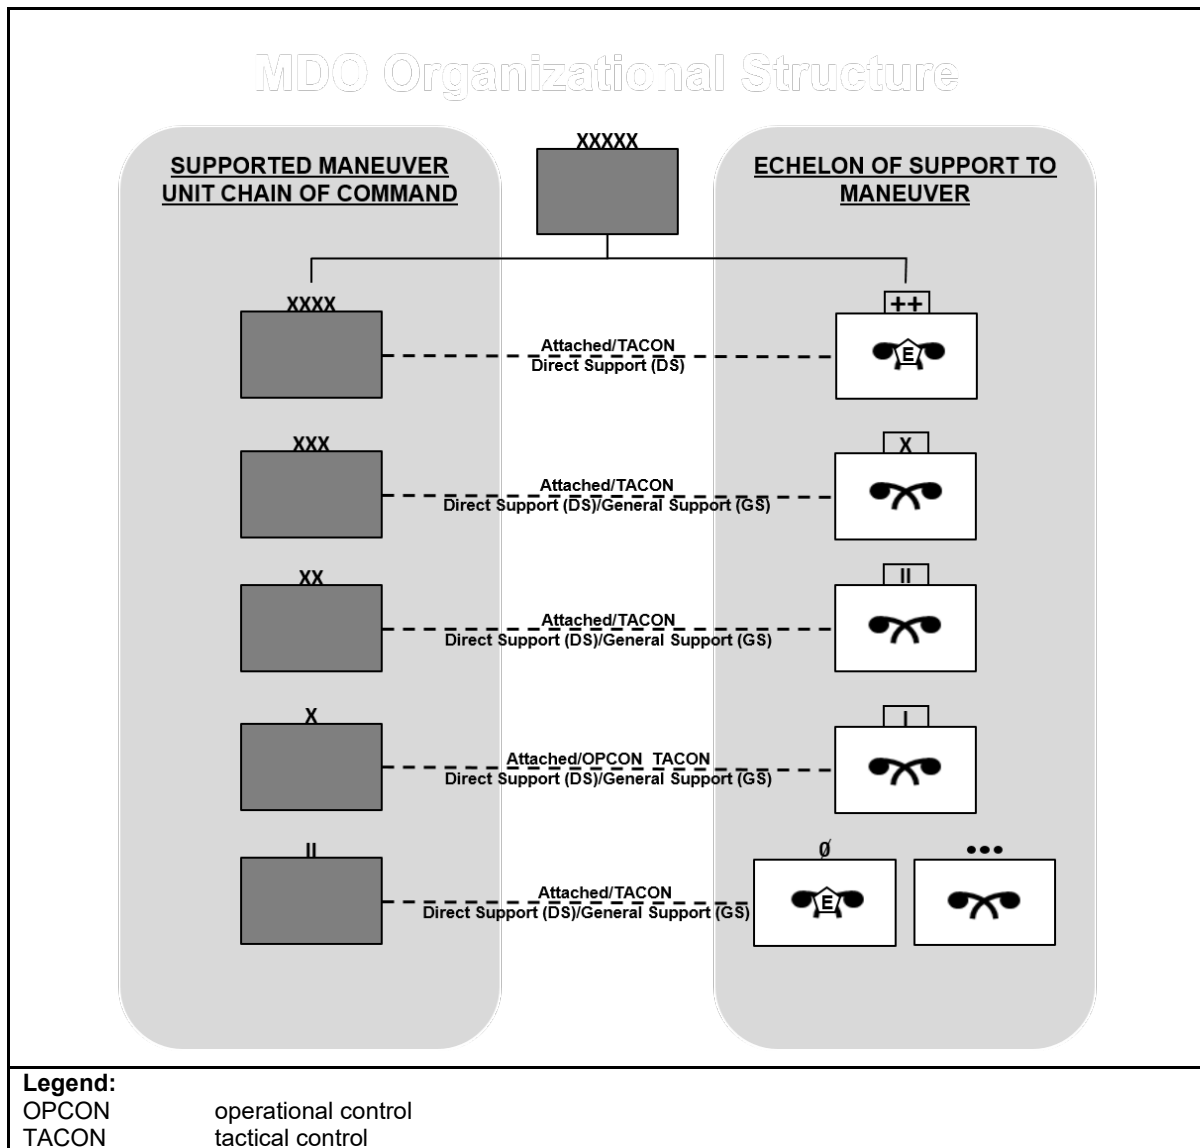 MDO Organizational Structure
XXXXX
SUPPORTED MANEUVER
UNIT CHAIN OF COMMAND
ECHELON OF SUPPORT TO
MANEUVER
XXXX
Attached/TACON
Direct Support (DS)
++
E
XXX
Attached/TACON
Direct Support (DS)/General Support (GS)
X
XX
Attached/TACON
Direct Support (DS)/General Support (GS)
II
X
Attached/OPCON TACON
Direct Support (DS)/General Support (GS)
I
II
Attached/TACON
Direct Support (DS)/General Support (GS)
Ø
•••
E
Legend:
OPCON operational control
TACON tactical control